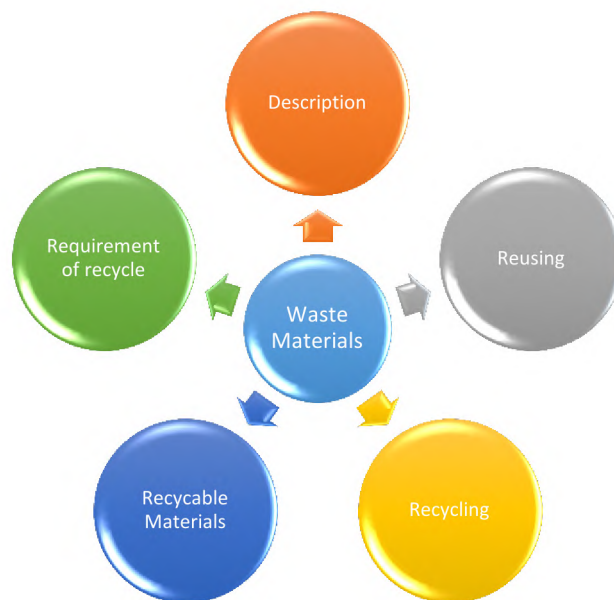 Description
Requirement
of recycle
Reusing
Waste
Materials
Recycable
Materials
Recycling